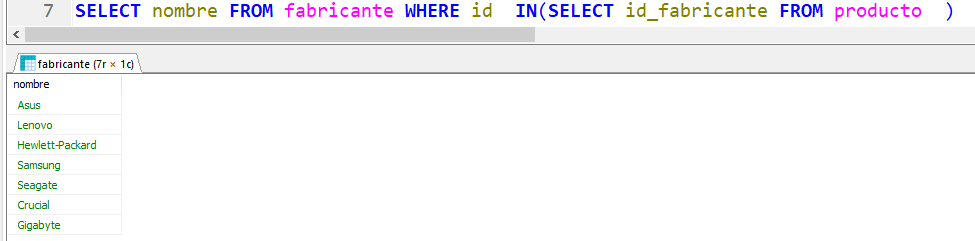 7 SELECT nombre FROM fabricante WHERE id  IN(SELECT id_fabricante FROM producto  )
fabricante (7r × 1c)
nombre
Asus
Lenovo
Hewlett-Packard
Samsung
Seagate
Crucial
Gigabyte